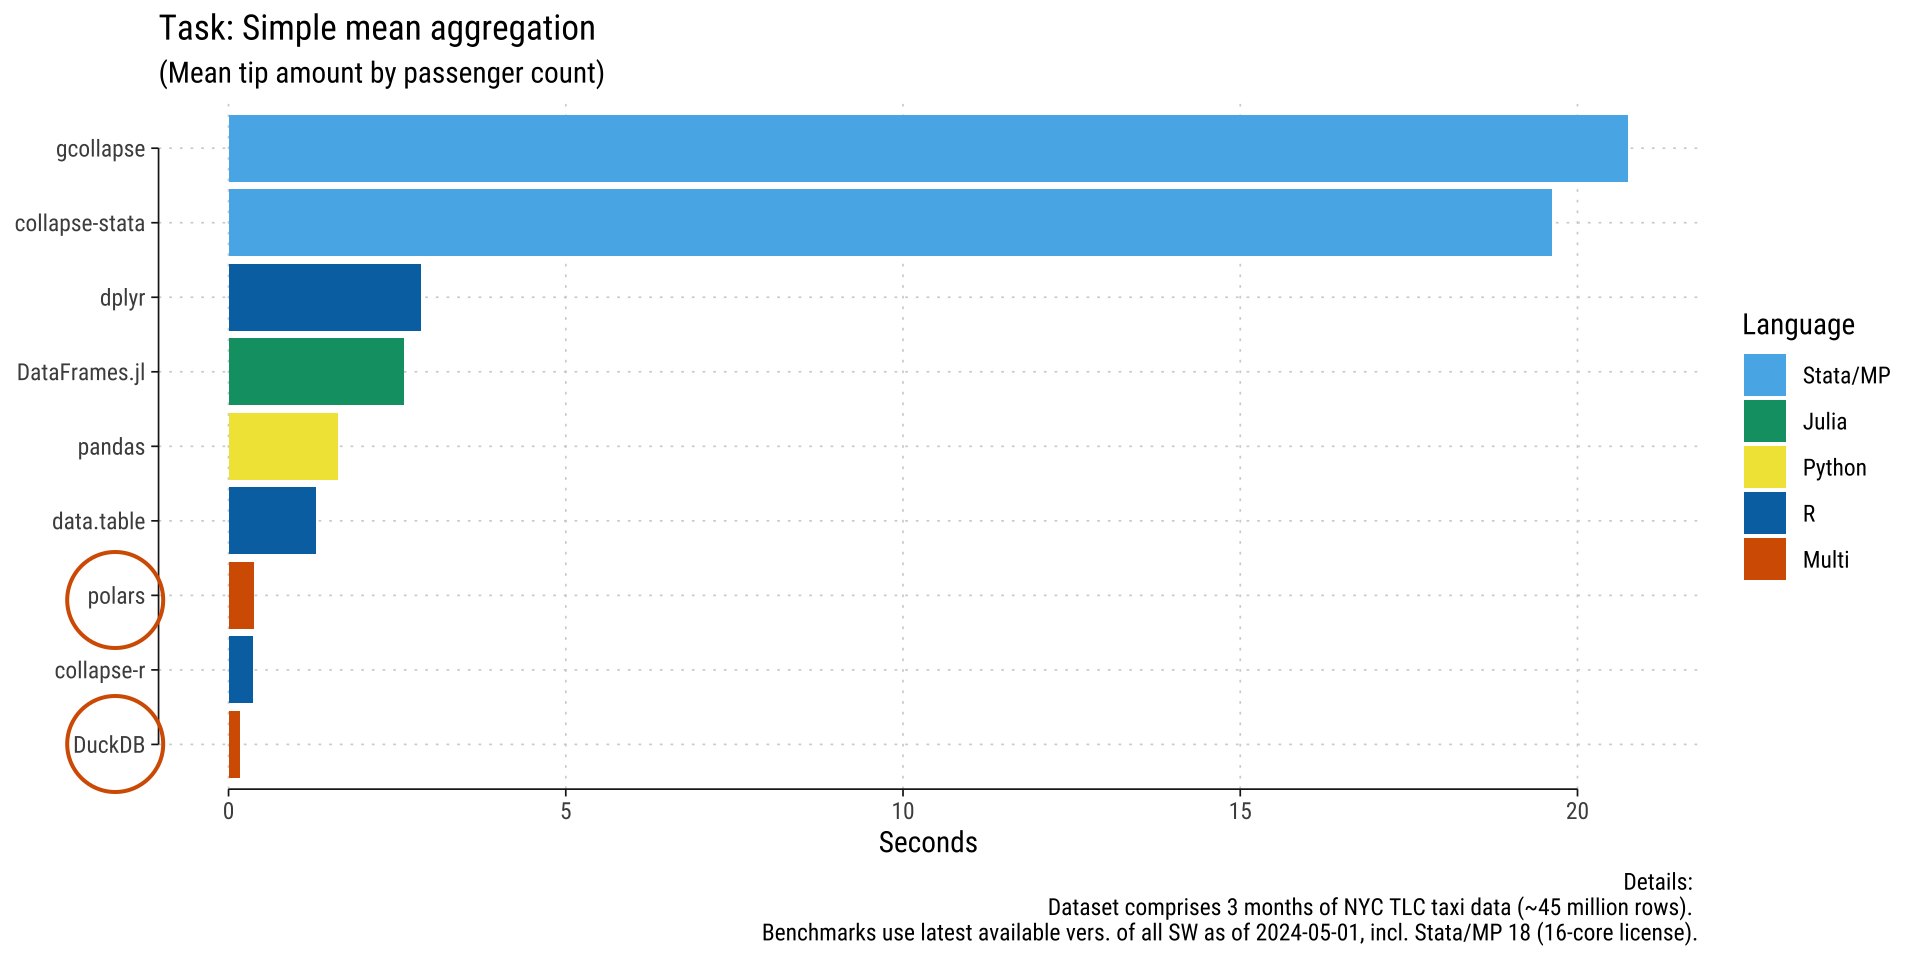 Task: Simple mean aggregation
(Mean tip amount by passenger count)
gcollapse
collapse-stata
dplyr
DataFrames.jl
pandas
data.table
polars
collapse-r
DuckDB
0 5 10 15 20
Seconds
Language
Stata/MP
Julia
Python
R
Multi
Details:
Dataset comprises 3 months of NYC TLC taxi data (~45 million rows).
Benchmarks use latest available vers. of all SW as of 2024-05-01, incl. Stata/MP 18 (16-core license).